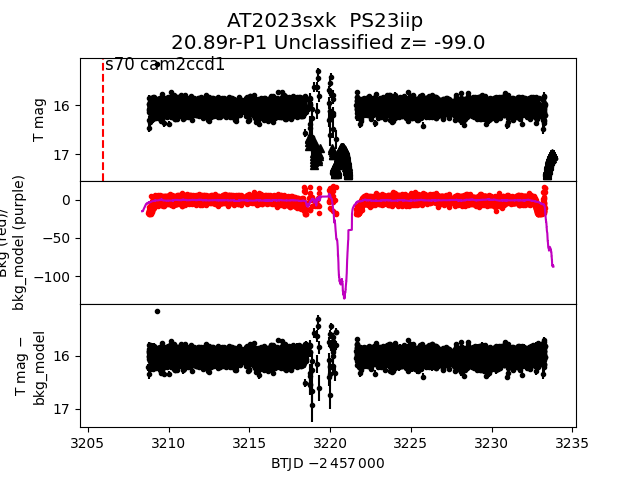 AT2023sxk  PS23iip
20.89r-P1 Unclassified z= -99.0
s70 cam2ccd1
T mag
16
17
Bkg (red)/
bkg_model (purple)
0
−50
−100
T mag −
bkg_model
16
17
3205 3210 3215 3220 3225 3230 3235
BTJD −2 457 000